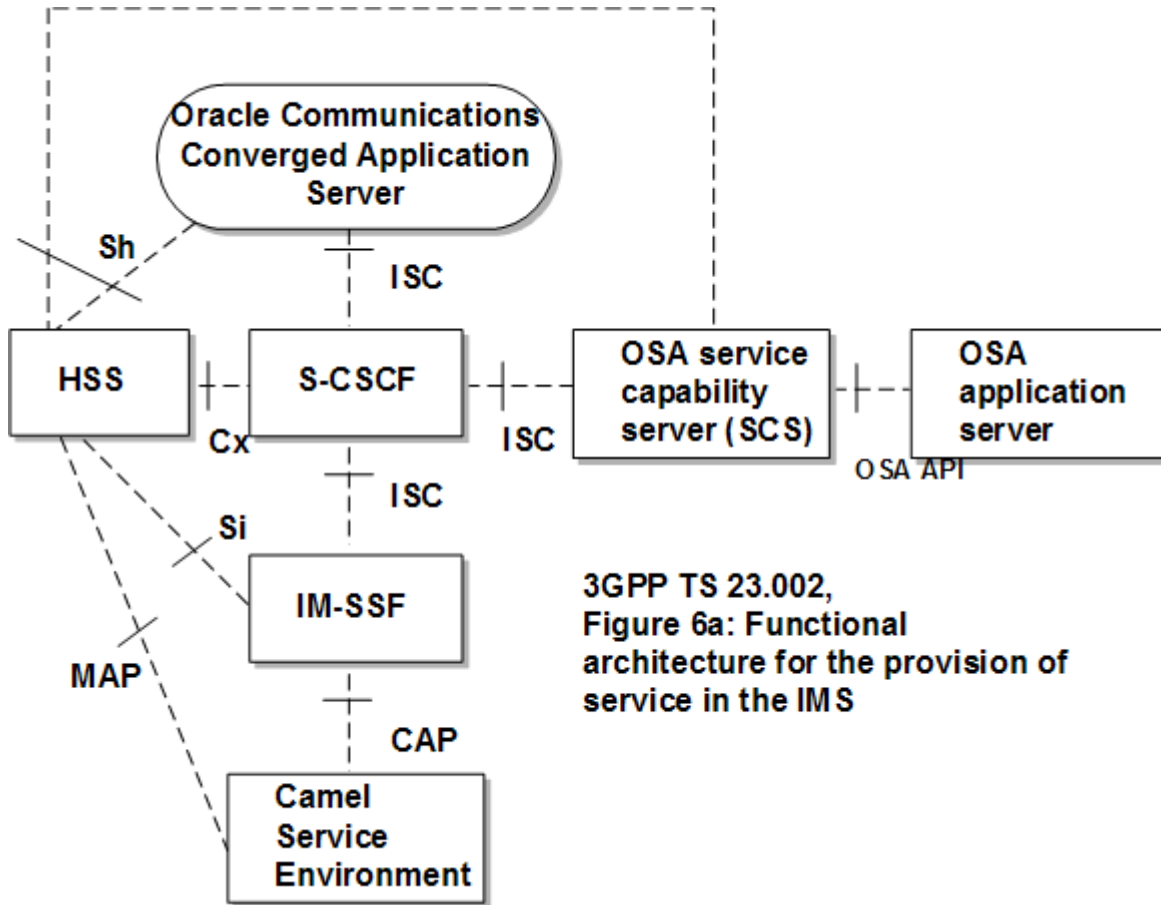 Oracle Communications
Converged Application
Server
Sh
ISC
HSS
S-CSCF
OSA service
capability
server (SCS)
OSA
application
server
Cx
ISC
OSA API
ISC
Si
IM-SSF
3GPP TS 23.002,
Figure 6a: Functional
architecture for the provision of
service in the IMS
MAP
CAP
Camel
Service
Environment